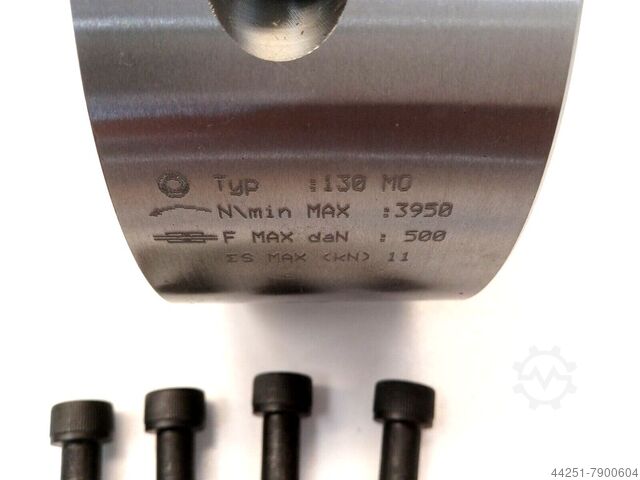 Typ :130 MO
N\min MAX :3950
F MAX daN : 500
ΣS MAX (kN) 11
44251-7900604